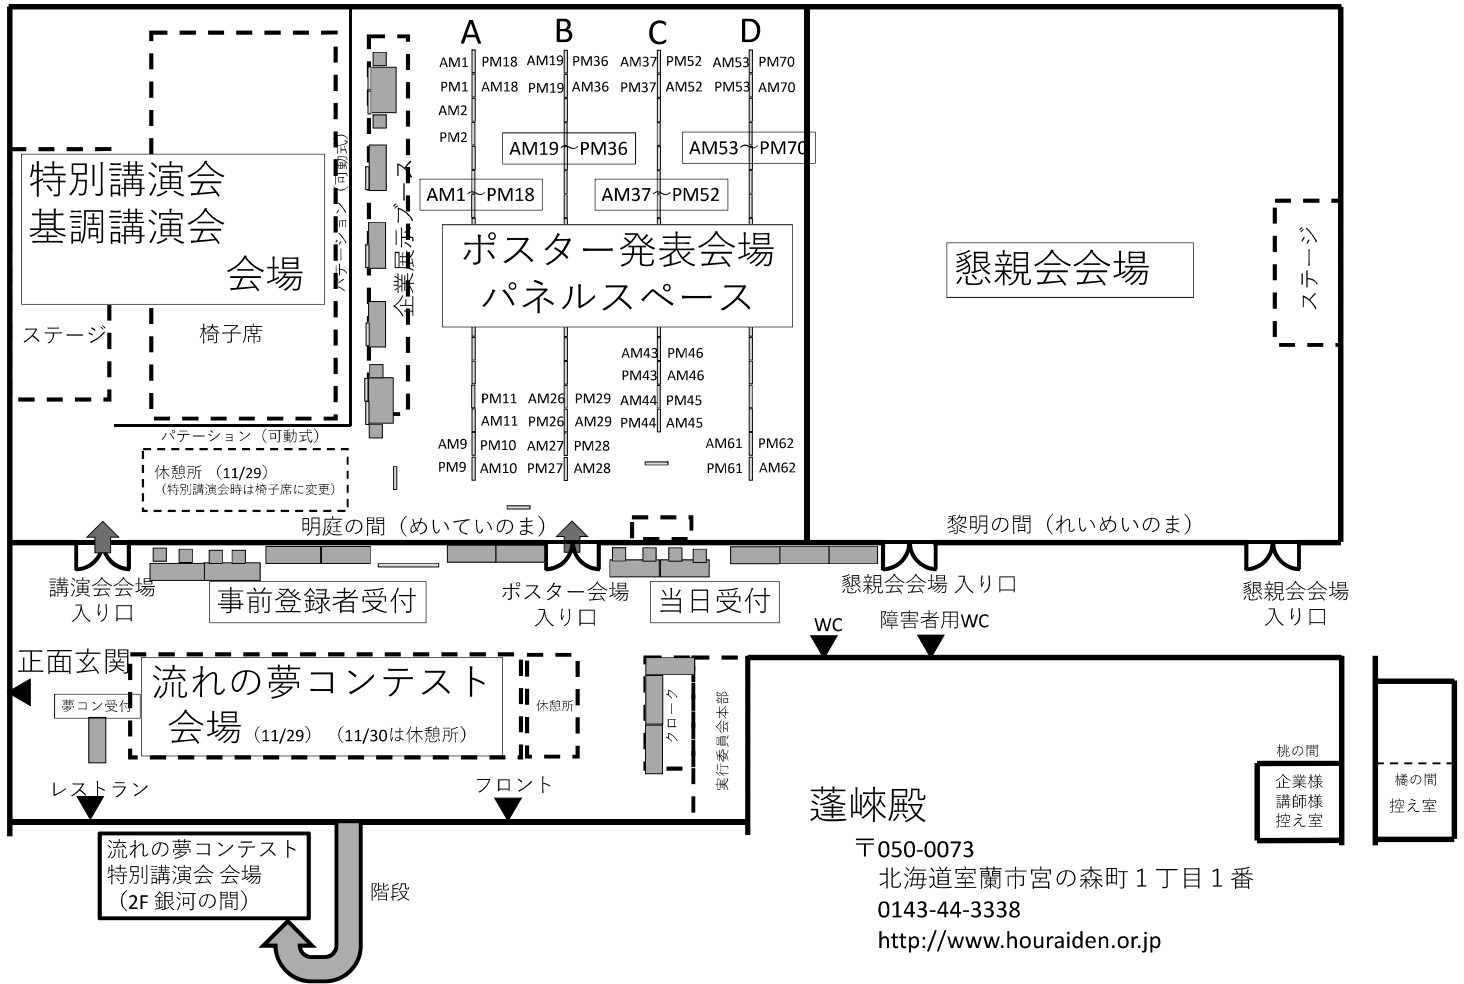 A
B
C
D
AM1 PM18 AM19 PM36 AM37 PM52 AM53 PM70
PM1 AM18 PM19 AM36 PM37 AM52 PM53 AM70
AM2
PM2
AM19～PM36
AM53～PM70
AM1～PM18
AM37～PM52
特別講演会
基調講演会
会場
ステージ
椅子席
パテーション（可動式）
企業展示ブース
ポスター発表会場
パネルスペース
懇親会会場
ステージ
AM43 PM46
PM43 AM46
PM11 AM26 PM29 AM44 PM45
AM11 PM26 AM29 PM44 AM45
AM9 PM10 AM27 PM28 AM61 PM62
PM9 AM10 PM27 AM28 PM61 AM62
パテーション（可動式）
休憩所 （11/29）
（特別講演会時は椅子席に変更）
明庭の間（めいていのま）
黎明の間（れいめいのま）
講演会会場
入り口
事前登録者受付
ポスター会場
入り口
当日受付
懇親会会場 入り口
懇親会会場
入り口
WC
障害者用WC
正面玄関
夢コン受付
流れの夢コンテスト
会場（11/29）（11/30は休憩所）
休憩所
クローク
実行委員会本部
レストラン
フロント
桃の間
企業様
講師様
控え室
橘の間
控え室
流れの夢コンテスト
特別講演会 会場
（2F 銀河の間）
階段
蓬崍殿
〒050-0073
北海道室蘭市宮の森町１丁目１番
0143-44-3338
http://www.houraiden.or.jp